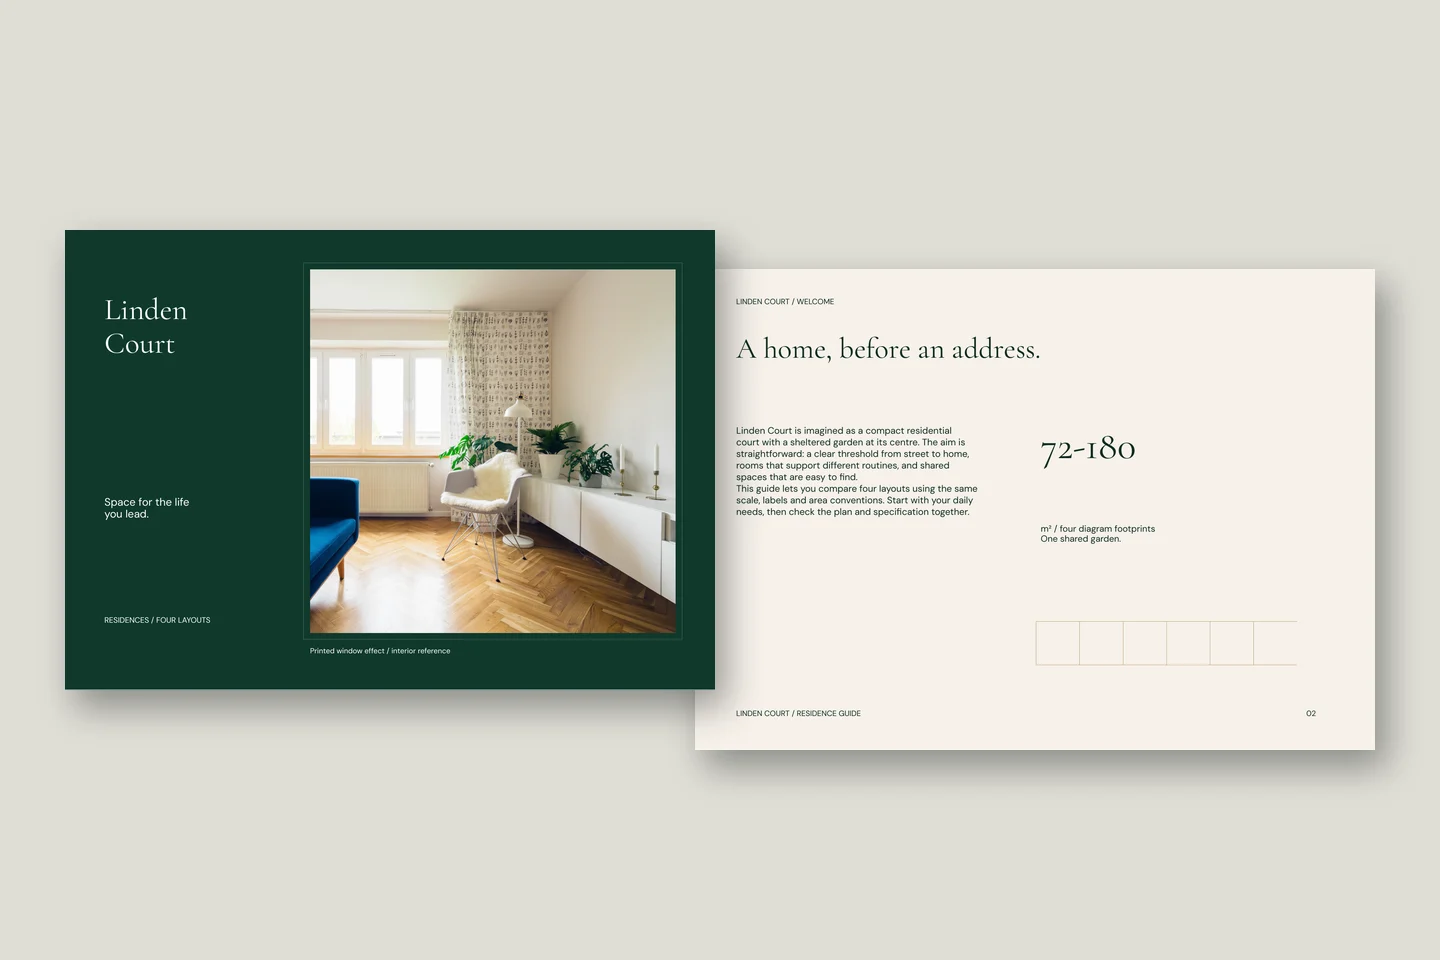 Linden
Court
Space for the life
you lead.
RESIDENCES / FOUR LAYOUTS
Printed window effect / interior reference
LINDEN COURT / WELCOME
A home, before an address.
Linden Court is imagined as a compact residential
court with a sheltered garden at its centre. The aim is
straightforward: a clear threshold from street to home,
rooms that support different routines, and shared
spaces that are easy to find.
This guide lets you compare four layouts using the same
scale, labels and area conventions. Start with your daily
needs, then check the plan and specification together.
72-180
m² / four diagram footprints
One shared garden.
LINDEN COURT / RESIDENCE GUIDE
02